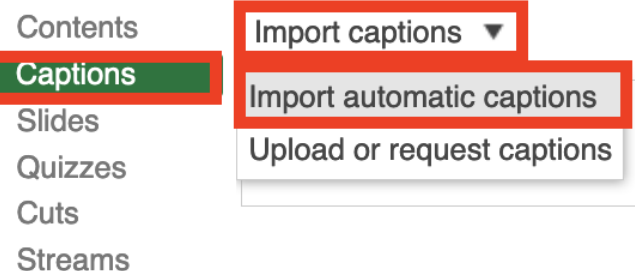 Contents
Captions
Slides
Quizzes
Cuts
Streams
Import captions
Import automatic captions
Upload or request captions